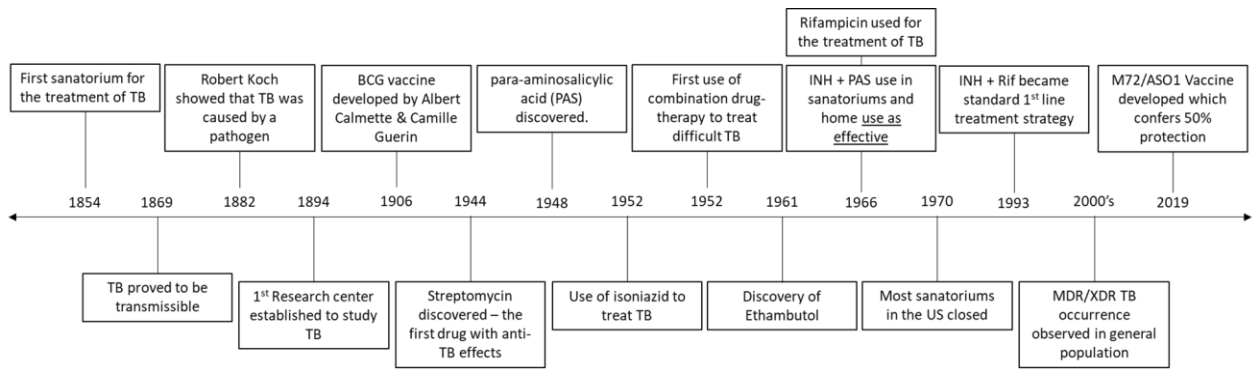 Rifampicin used for
the treatment of TB
First sanatorium for
the treatment of TB
Robert Koch
showed that TB was
caused by a
pathogen
BCG vaccine
developed by Albert
Calmette & Camille
Guerin
para-aminosalicylic
acid (PAS)
discovered.
First use of
combination drug-
therapy to treat
difficult TB
INH + PAS use in
sanatoriums and
home use as
effective
INH + Rif became
standard 1st line
treatment strategy
M72/ASO1 Vaccine
developed which
confers 50%
protection
1854 1869 1882 1894 1906 1944 1948 1952 1952 1961 1966 1970 1993 2000's 2019
TB proved to be
transmissible
1st Research center
established to study
TB
Streptomycin
discovered – the
first drug with anti-
TB effects
Use of isoniazid to
treat TB
Discovery of
Ethambutol
Most sanatoriums
in the US closed
MDR/XDR TB
occurrence
observed in general
population